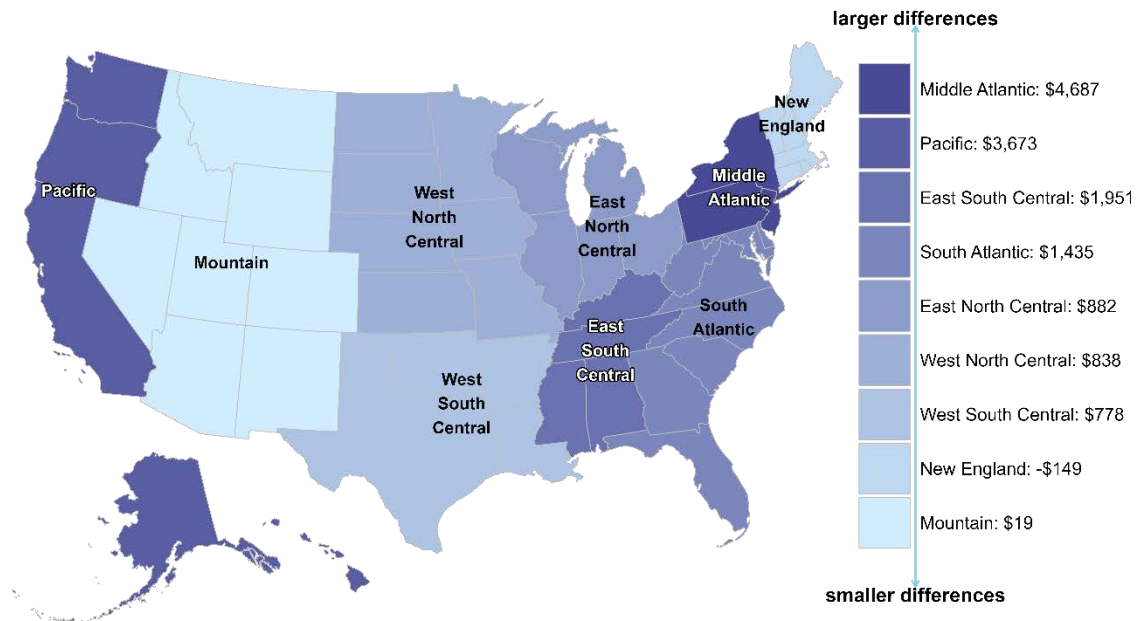 larger differences
Middle Atlantic: $4,687
Pacific: $3,673
East South Central: $1,951
South Atlantic: $1,435
East North Central: $882
West North Central: $838
West South Central: $778
New England: -$149
Mountain: $19
smaller differences
New
England
Pacific
Middle
Atlantic
West
North
Central
East
North
Central
Mountain
South
Atlantic
East
South
Central
West
South
Central